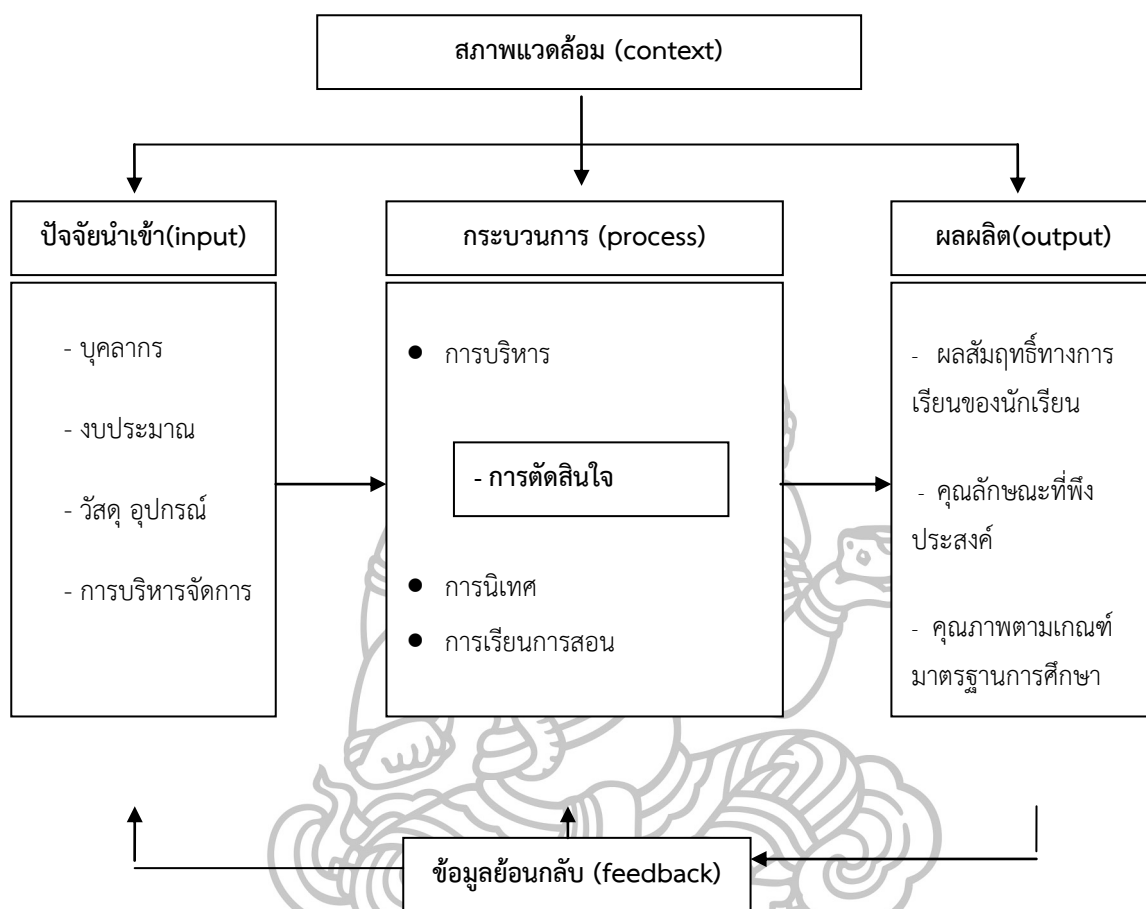 สภาพแวดล้อม (context)
ปัจจัยนำเข้า(input)
- บุคลากร
- งบประมาณ
- วัสดุ อุปกรณ์
- การบริหารจัดการ
กระบวนการ (process)
● การบริหาร
- การตัดสินใจ
● การนิเทศ
● การเรียนการสอน
ผลผลิต(output)
- ผลสัมฤทธิ์ทางการ
เรียนของนักเรียน
- คุณลักษณะที่พึง
ประสงค์
- คุณภาพตามเกณฑ์
มาตรฐานการศึกษา
ข้อมูลย้อนกลับ (feedback)